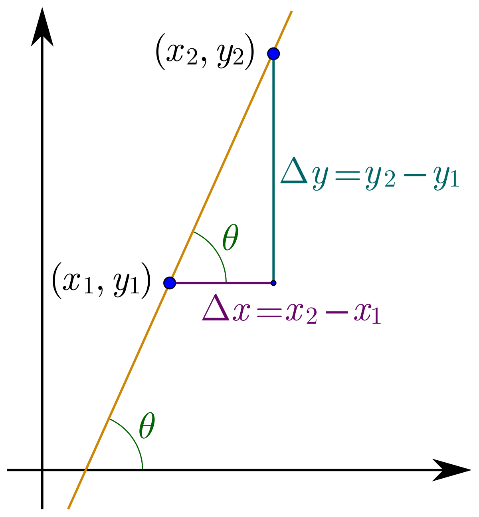 (x₂, y₂)
Δy = y₂ − y₁
θ
(x₁, y₁)
Δx = x₂ − x₁
θ